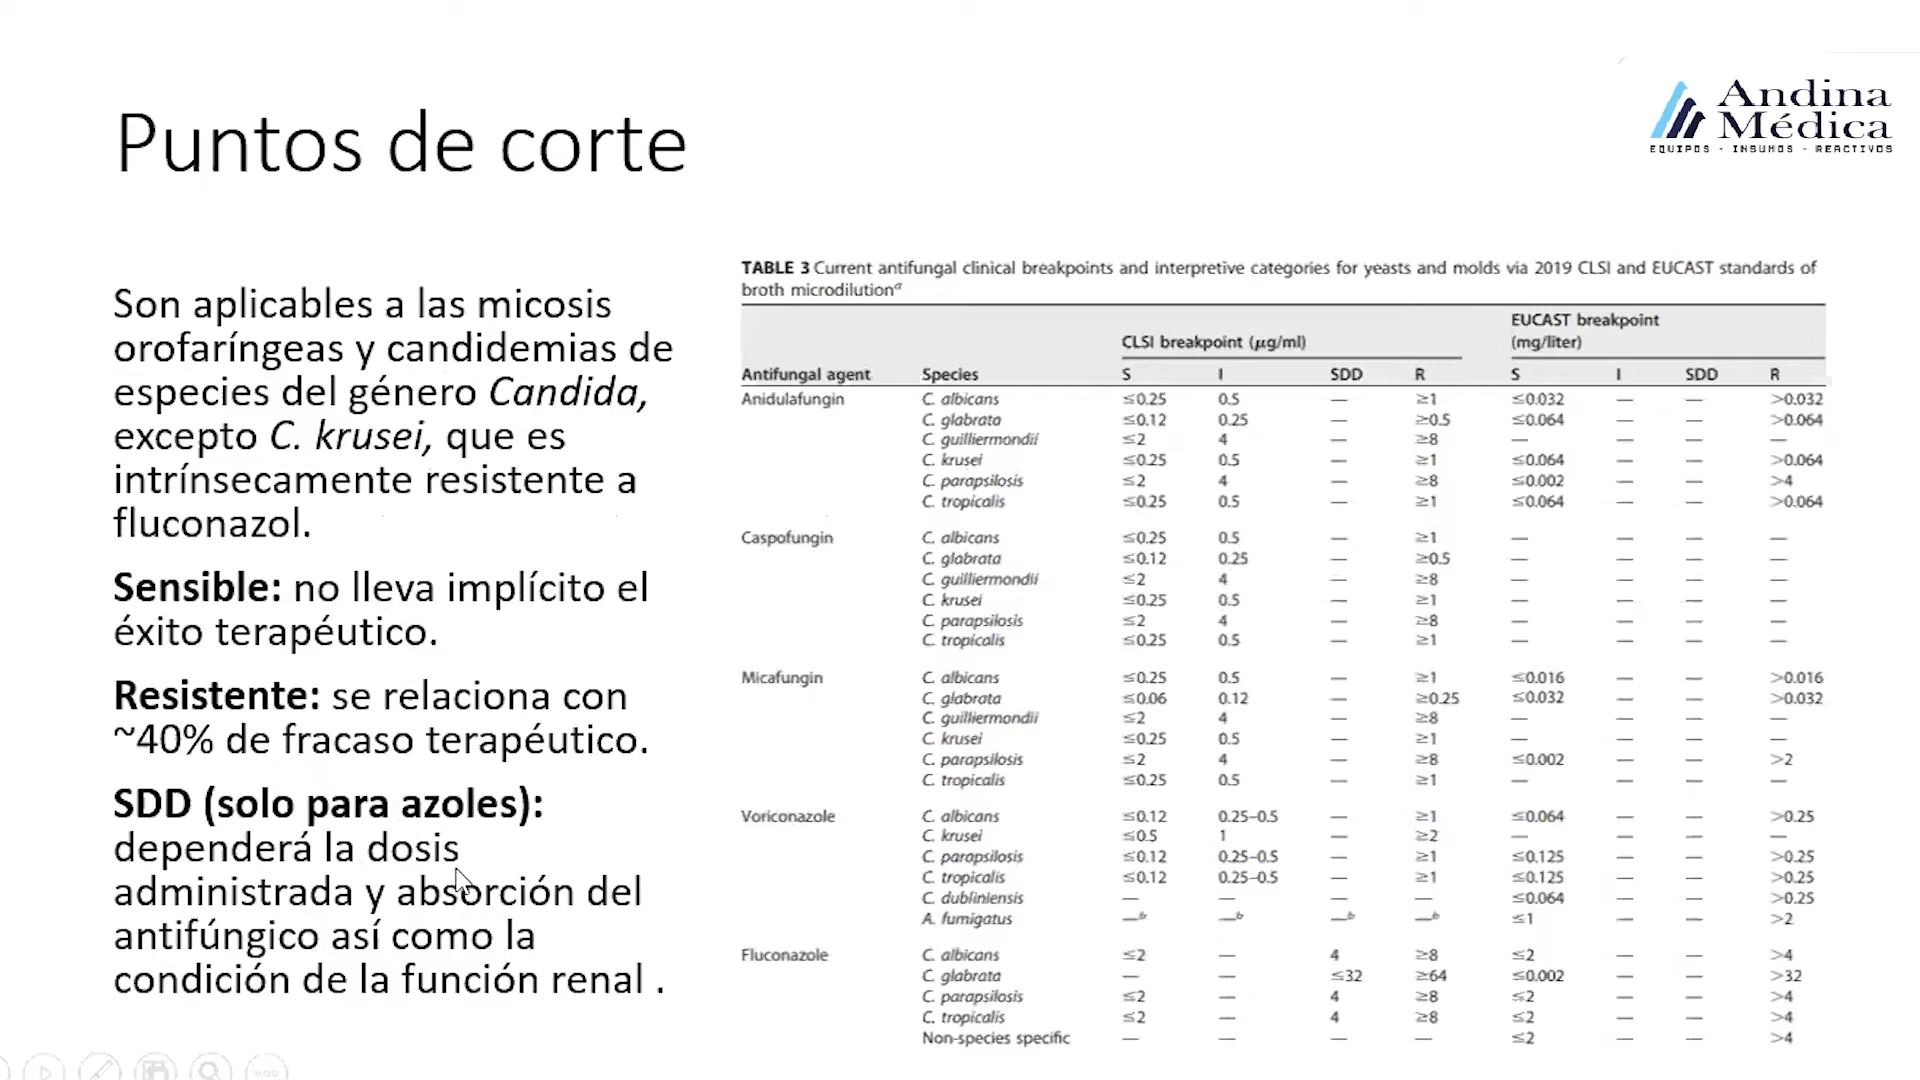 Puntos de corte
Andina
Médica
EQUIPOS - INSUMOS - REACTIVOS
Son aplicables a las micosis
orofaríngeas y candidemias de
especies del género Candida,
excepto C. krusei, que es
intrínsecamente resistente a
fluconazol.
Sensible: no lleva implícito el
éxito terapéutico.
Resistente: se relaciona con
~40% de fracaso terapéutico.
SDD (solo para azoles):
dependerá la dosis
administrada y absorción del
antifúngico así como la
condición de la función renal .
TABLE 3 Current antifungal clinical breakpoints and interpretive categories for yeasts and molds via 2019 CLSI and EUCAST standards of
broth microdilutionᵃ
CLSI breakpoint (µg/ml)
EUCAST breakpoint
(mg/liter)
Antifungal agent Species S I SDD R S I SDD R
Anidulafungin C. albicans ≤0.25 0.5 — ≥1 ≤0.032 — — >0.032
C. glabrata ≤0.12 0.25 — ≥0.5 ≤0.064 — — >0.064
C. guilliermondii ≤2 4 — ≥8 — — — —
C. krusei ≤0.25 0.5 — ≥1 ≤0.064 — — >0.064
C. parapsilosis ≤2 4 — ≥8 ≤0.002 — — >4
C. tropicalis ≤0.25 0.5 — ≥1 ≤0.064 — — >0.064
Caspofungin C. albicans ≤0.25 0.5 — ≥1 — — — —
C. glabrata ≤0.12 0.25 — ≥0.5 — — — —
C. guilliermondii ≤2 4 — ≥8 — — — —
C. krusei ≤0.25 0.5 — ≥1 — — — —
C. parapsilosis ≤2 4 — ≥8 — — — —
C. tropicalis ≤0.25 0.5 — ≥1 — — — —
Micafungin C. albicans ≤0.25 0.5 — ≥1 ≤0.016 — — >0.016
C. glabrata ≤0.06 0.12 — ≥0.25 ≤0.032 — — >0.032
C. guilliermondii ≤2 4 — ≥8 — — — —
C. krusei ≤0.25 0.5 — ≥1 — — — —
C. parapsilosis ≤2 4 — ≥8 ≤0.002 — — >2
C. tropicalis ≤0.25 0.5 — ≥1 — — — —
Voriconazole C. albicans ≤0.12 0.25–0.5 — ≥1 ≤0.064 — — >0.25
C. krusei ≤0.5 1 — ≥2 — — — —
C. parapsilosis ≤0.12 0.25–0.5 — ≥1 ≤0.125 — — >0.25
C. tropicalis ≤0.12 0.25–0.5 — ≥1 ≤0.125 — — >0.25
C. dubliniensis — — — — ≤0.064 — — >0.25
A. fumigatus —ᵇ —ᵇ —ᵇ —ᵇ ≤1 — — >2
Fluconazole C. albicans ≤2 — 4 ≥8 ≤2 — — >4
C. glabrata — — ≤32 ≥64 ≤0.002 — — >32
C. parapsilosis ≤2 — 4 ≥8 ≤2 — — >4
C. tropicalis ≤2 — 4 ≥8 ≤2 — — >4
Non-species specific — — — — ≤2 — — >4